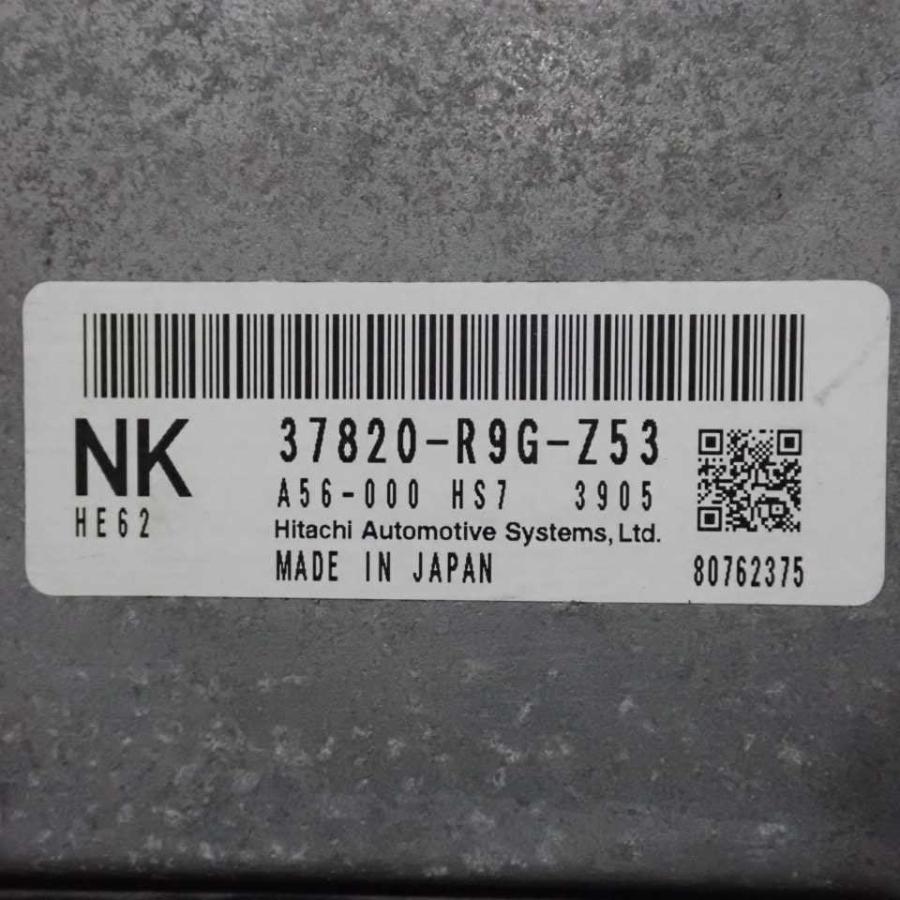 NK 37820-R9G-Z53
HE62 A56-000 HS7 3905
Hitachi Automotive Systems, Ltd.
MADE IN JAPAN 80762375